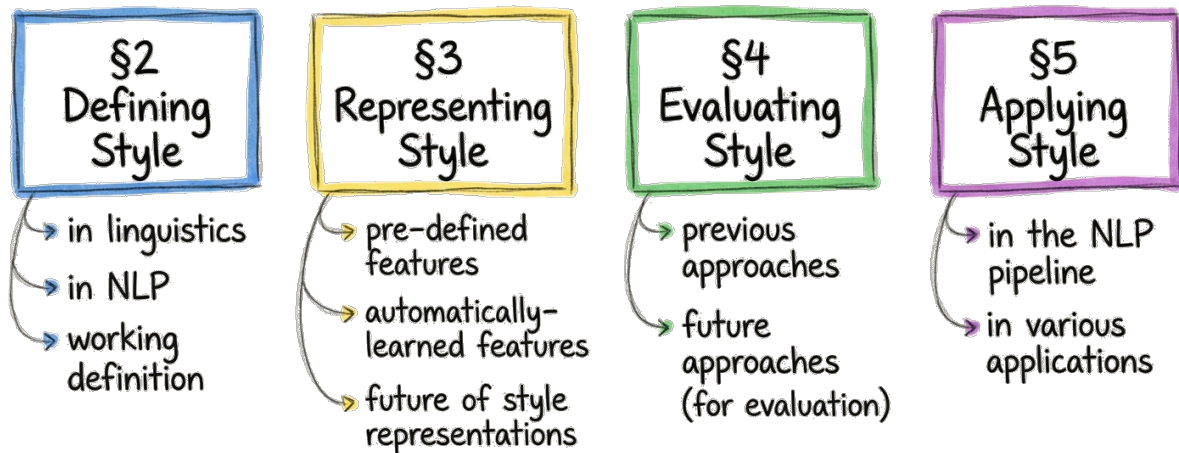 §2
Defining
Style
in linguistics
in NLP
working
definition
§3
Representing
Style
pre-defined
features
automatically-
learned features
future of style
representations
§4
Evaluating
Style
previous
approaches
future
approaches
(for evaluation)
§5
Applying
Style
in the NLP
pipeline
in various
applications